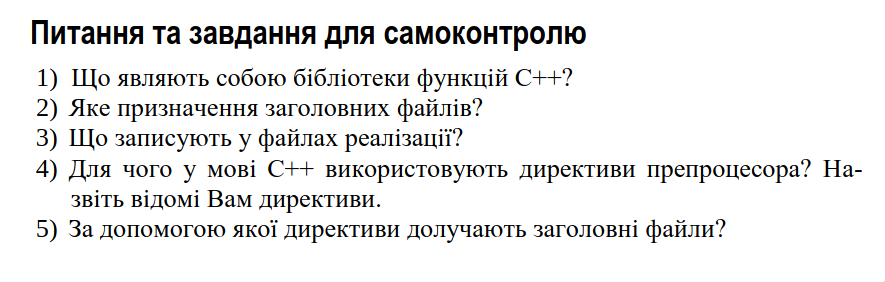 Питання та завдання для самоконтролю
1) Що являють собою бібліотеки функцій С++?
2) Яке призначення заголовних файлів?
3) Що записують у файлах реалізації?
4) Для чого у мові С++ використовують директиви препроцесора? На-
звіть відомі Вам директиви.
5) За допомогою якої директиви долучають заголовні файли?